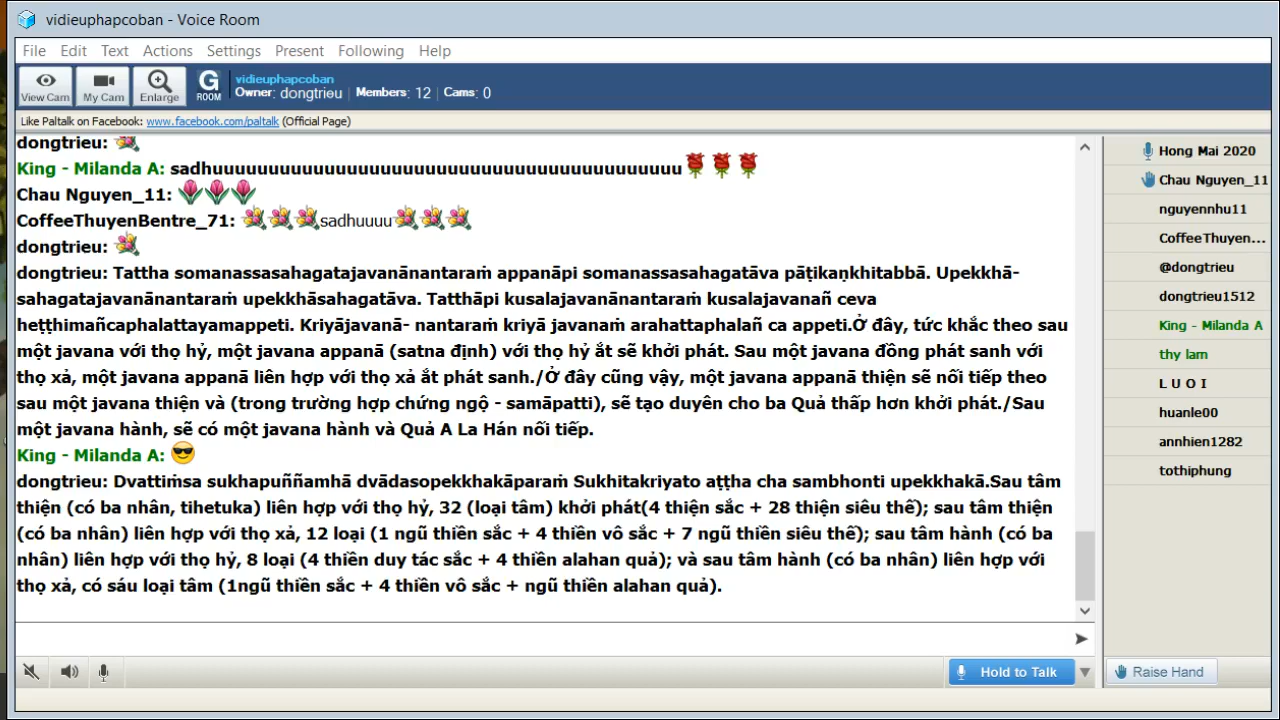 vidieuphapcoban - Voice Room
File Edit Text Actions Settings Present Following Help
View Cam My Cam Enlarge G ROOM vidieuphapcoban
Owner: dongtrieu Members: 12 Cams: 0
Like Paltalk on Facebook: www.facebook.com/paltalk (Official Page)
dongtrieu:
King - Milanda A: sadhuuuuuuuuuuuuuuuuuuuuuuuuuuuuuuuuuuuuuuuuuu
Chau Nguyen_11:
CoffeeThuyenBentre_71: sadhuuuu
dongtrieu:
dongtrieu: Tattha somanassasahagatajavanānantaraṁ appanāpi somanassasahagatāva pāṭikaṇkhitabbā. Upekkhā-
sahagatajavanānantaraṁ upekkhāsahagatāva. Tatthāpi kusalajavanānantaraṁ kusalajavanañ ceva
heṭṭhimañcaphalattayamappeti. Kriyājavanā- nantaraṁ kriyā javanaṁ arahattaphalañ ca appeti.Ở đây, tức khắc theo sau
một javana với thọ hỷ, một javana appanā (satna định) với thọ hỷ ắt sẽ khởi phát. Sau một javana đồng phát sanh với
thọ xả, một javana appanā liên hợp với thọ xả ắt phát sanh./Ở đây cũng vậy, một javana appanā thiện sẽ nối tiếp theo
sau một javana thiện và (trong trường hợp chứng ngộ - samāpatti), sẽ tạo duyên cho ba Quả thấp hơn khởi phát./Sau
một javana hành, sẽ có một javana hành và Quả A La Hán nối tiếp.
King - Milanda A:
dongtrieu: Dvattiṁsa sukhapuññamhā dvādasopekkhakāparaṁ Sukhitakriyato aṭṭha cha sambhonti upekkhakā.Sau tâm
thiện (có ba nhân, tihetuka) liên hợp với thọ hỷ, 32 (loại tâm) khởi phát(4 thiện sắc + 28 thiện siêu thế); sau tâm thiện
(có ba nhân) liên hợp với thọ xả, 12 loại (1 ngũ thiền sắc + 4 thiền vô sắc + 7 ngũ thiền siêu thế); sau tâm hành (có ba
nhân) liên hợp với thọ hỷ, 8 loại (4 thiền duy tác sắc + 4 thiền alahan quả); và sau tâm hành (có ba nhân) liên hợp với
thọ xả, có sáu loại tâm (1ngũ thiền sắc + 4 thiền vô sắc + ngũ thiền alahan quả).
Hong Mai 2020
Chau Nguyen_11
nguyennhu11
CoffeeThuyen...
@dongtrieu
dongtrieu1512
King - Milanda A
thy lam
L U O I
huanle00
annhien1282
tothiphung
Hold to Talk
Raise Hand